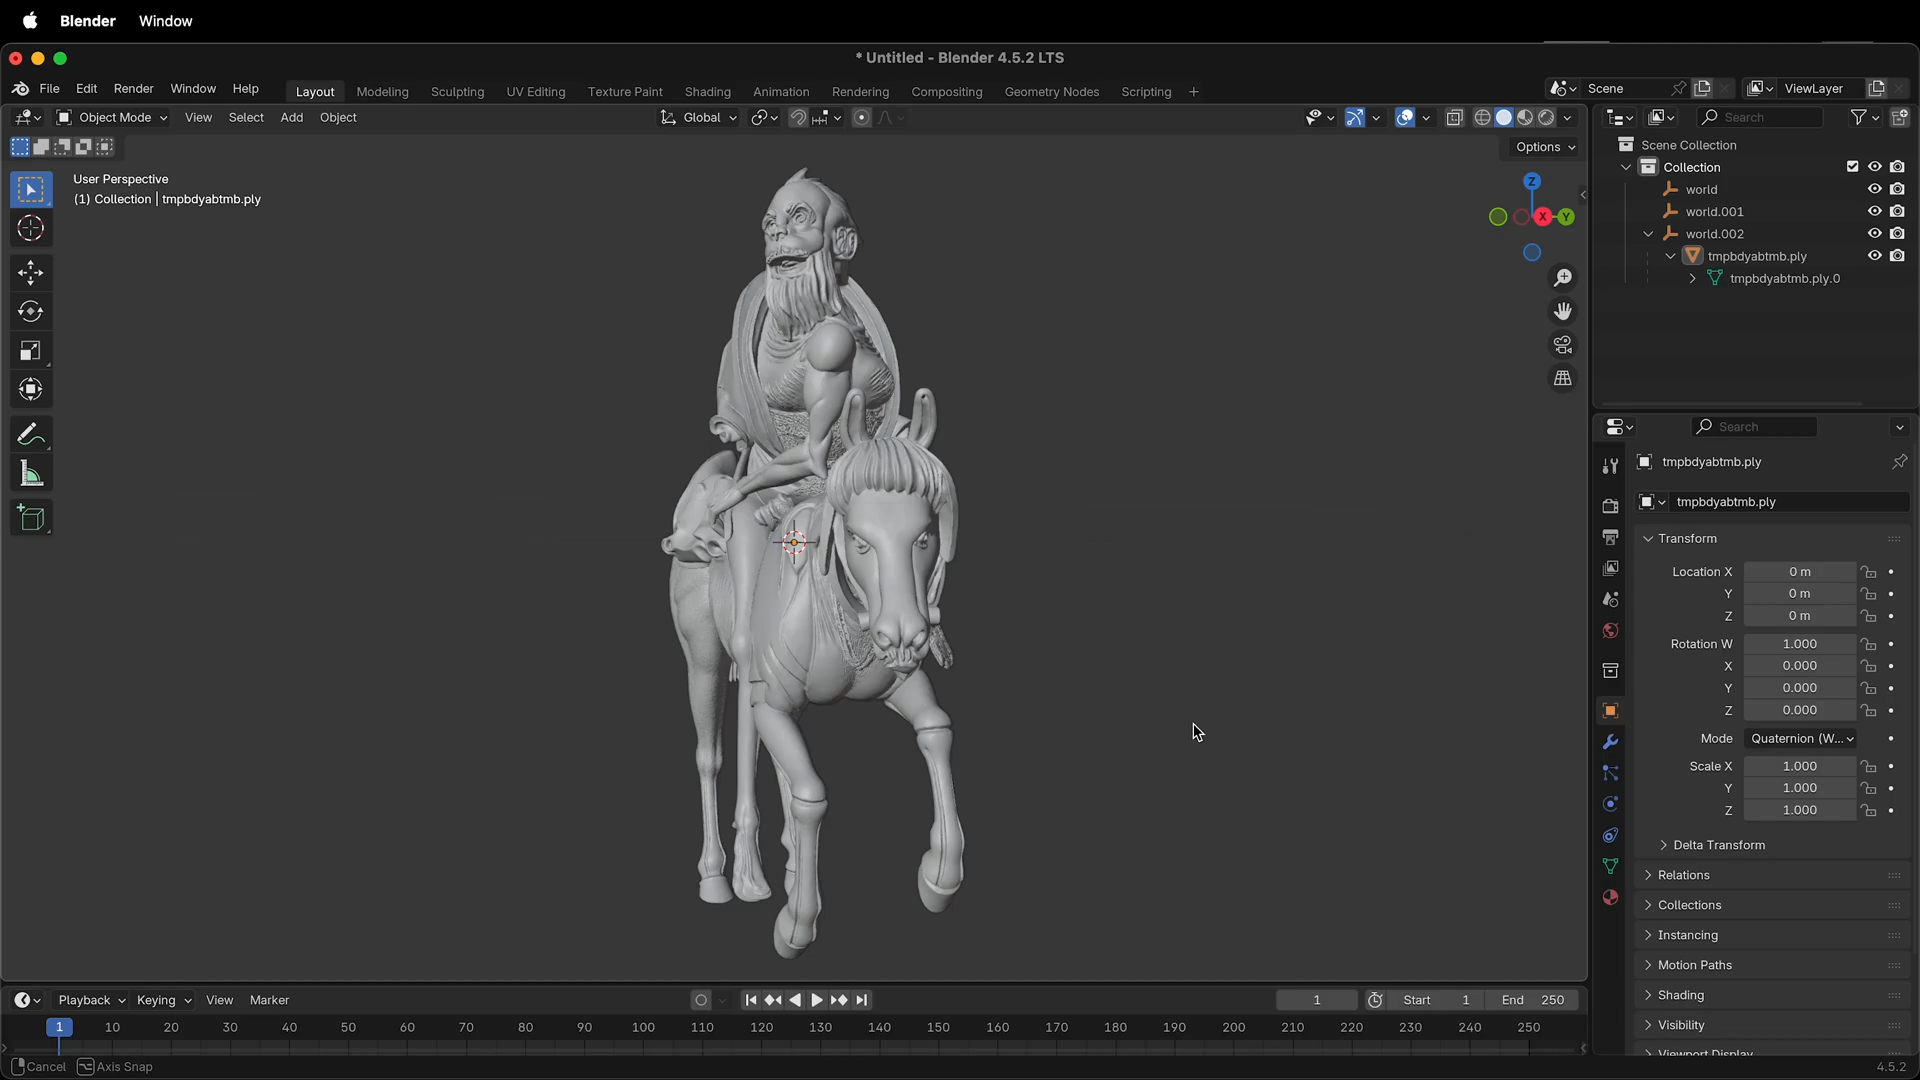 Blender Window
* Untitled - Blender 4.5.2 LTS
File Edit Render Window Help Layout Modeling Sculpting UV Editing Texture Paint Shading Animation Rendering Compositing Geometry Nodes Scripting + Scene ViewLayer
Object Mode View Select Add Object Global Search
Options
User Perspective
(1) Collection | tmpbdyabtmb.ply
Z
X Y
Scene Collection
Collection
world
world.001
world.002
tmpbdyabtmb.ply
tmpbdyabtmb.ply.0
Search
tmpbdyabtmb.ply
tmpbdyabtmb.ply
Transform
Location X 0 m
Y 0 m
Z 0 m
Rotation W 1.000
X 0.000
Y 0.000
Z 0.000
Mode Quaternion (W...
Scale X 1.000
Y 1.000
Z 1.000
Delta Transform
Relations
Collections
Instancing
Motion Paths
Shading
Visibility
Viewport Display
Playback Keying View Marker 1 Start 1 End 250
1 10 20 30 40 50 60 70 80 90 100 110 120 130 140 150 160 170 180 190 200 210 220 230 240 250
Cancel Axis Snap 4.5.2